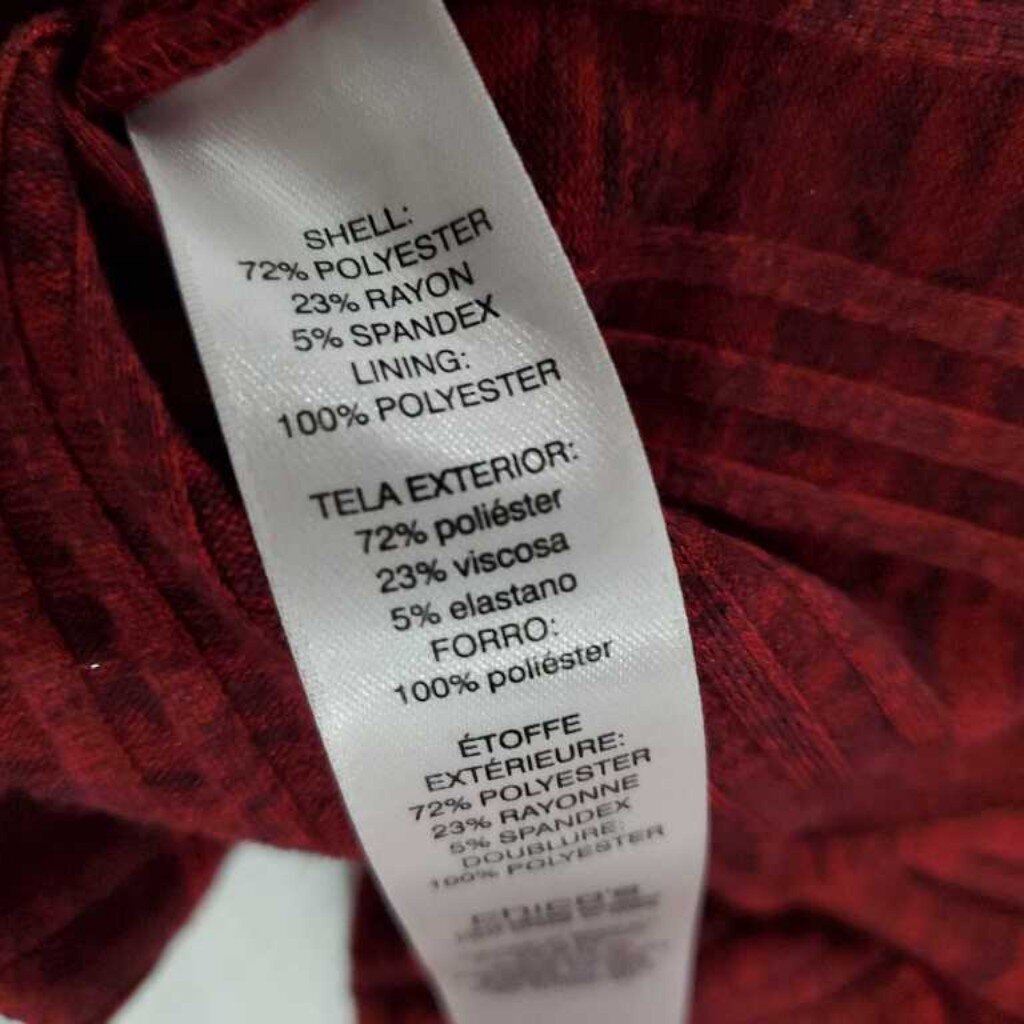 SHELL:
72% POLYESTER
23% RAYON
5% SPANDEX
LINING:
100% POLYESTER
TELA EXTERIOR:
72% poliéster
23% viscosa
5% elastano
FORRO:
100% poliéster
ÉTOFFE
EXTÉRIEURE:
72% POLYESTER
23% RAYONNE
5% SPANDEX
DOUBLURE:
100% POLYESTER
chico's